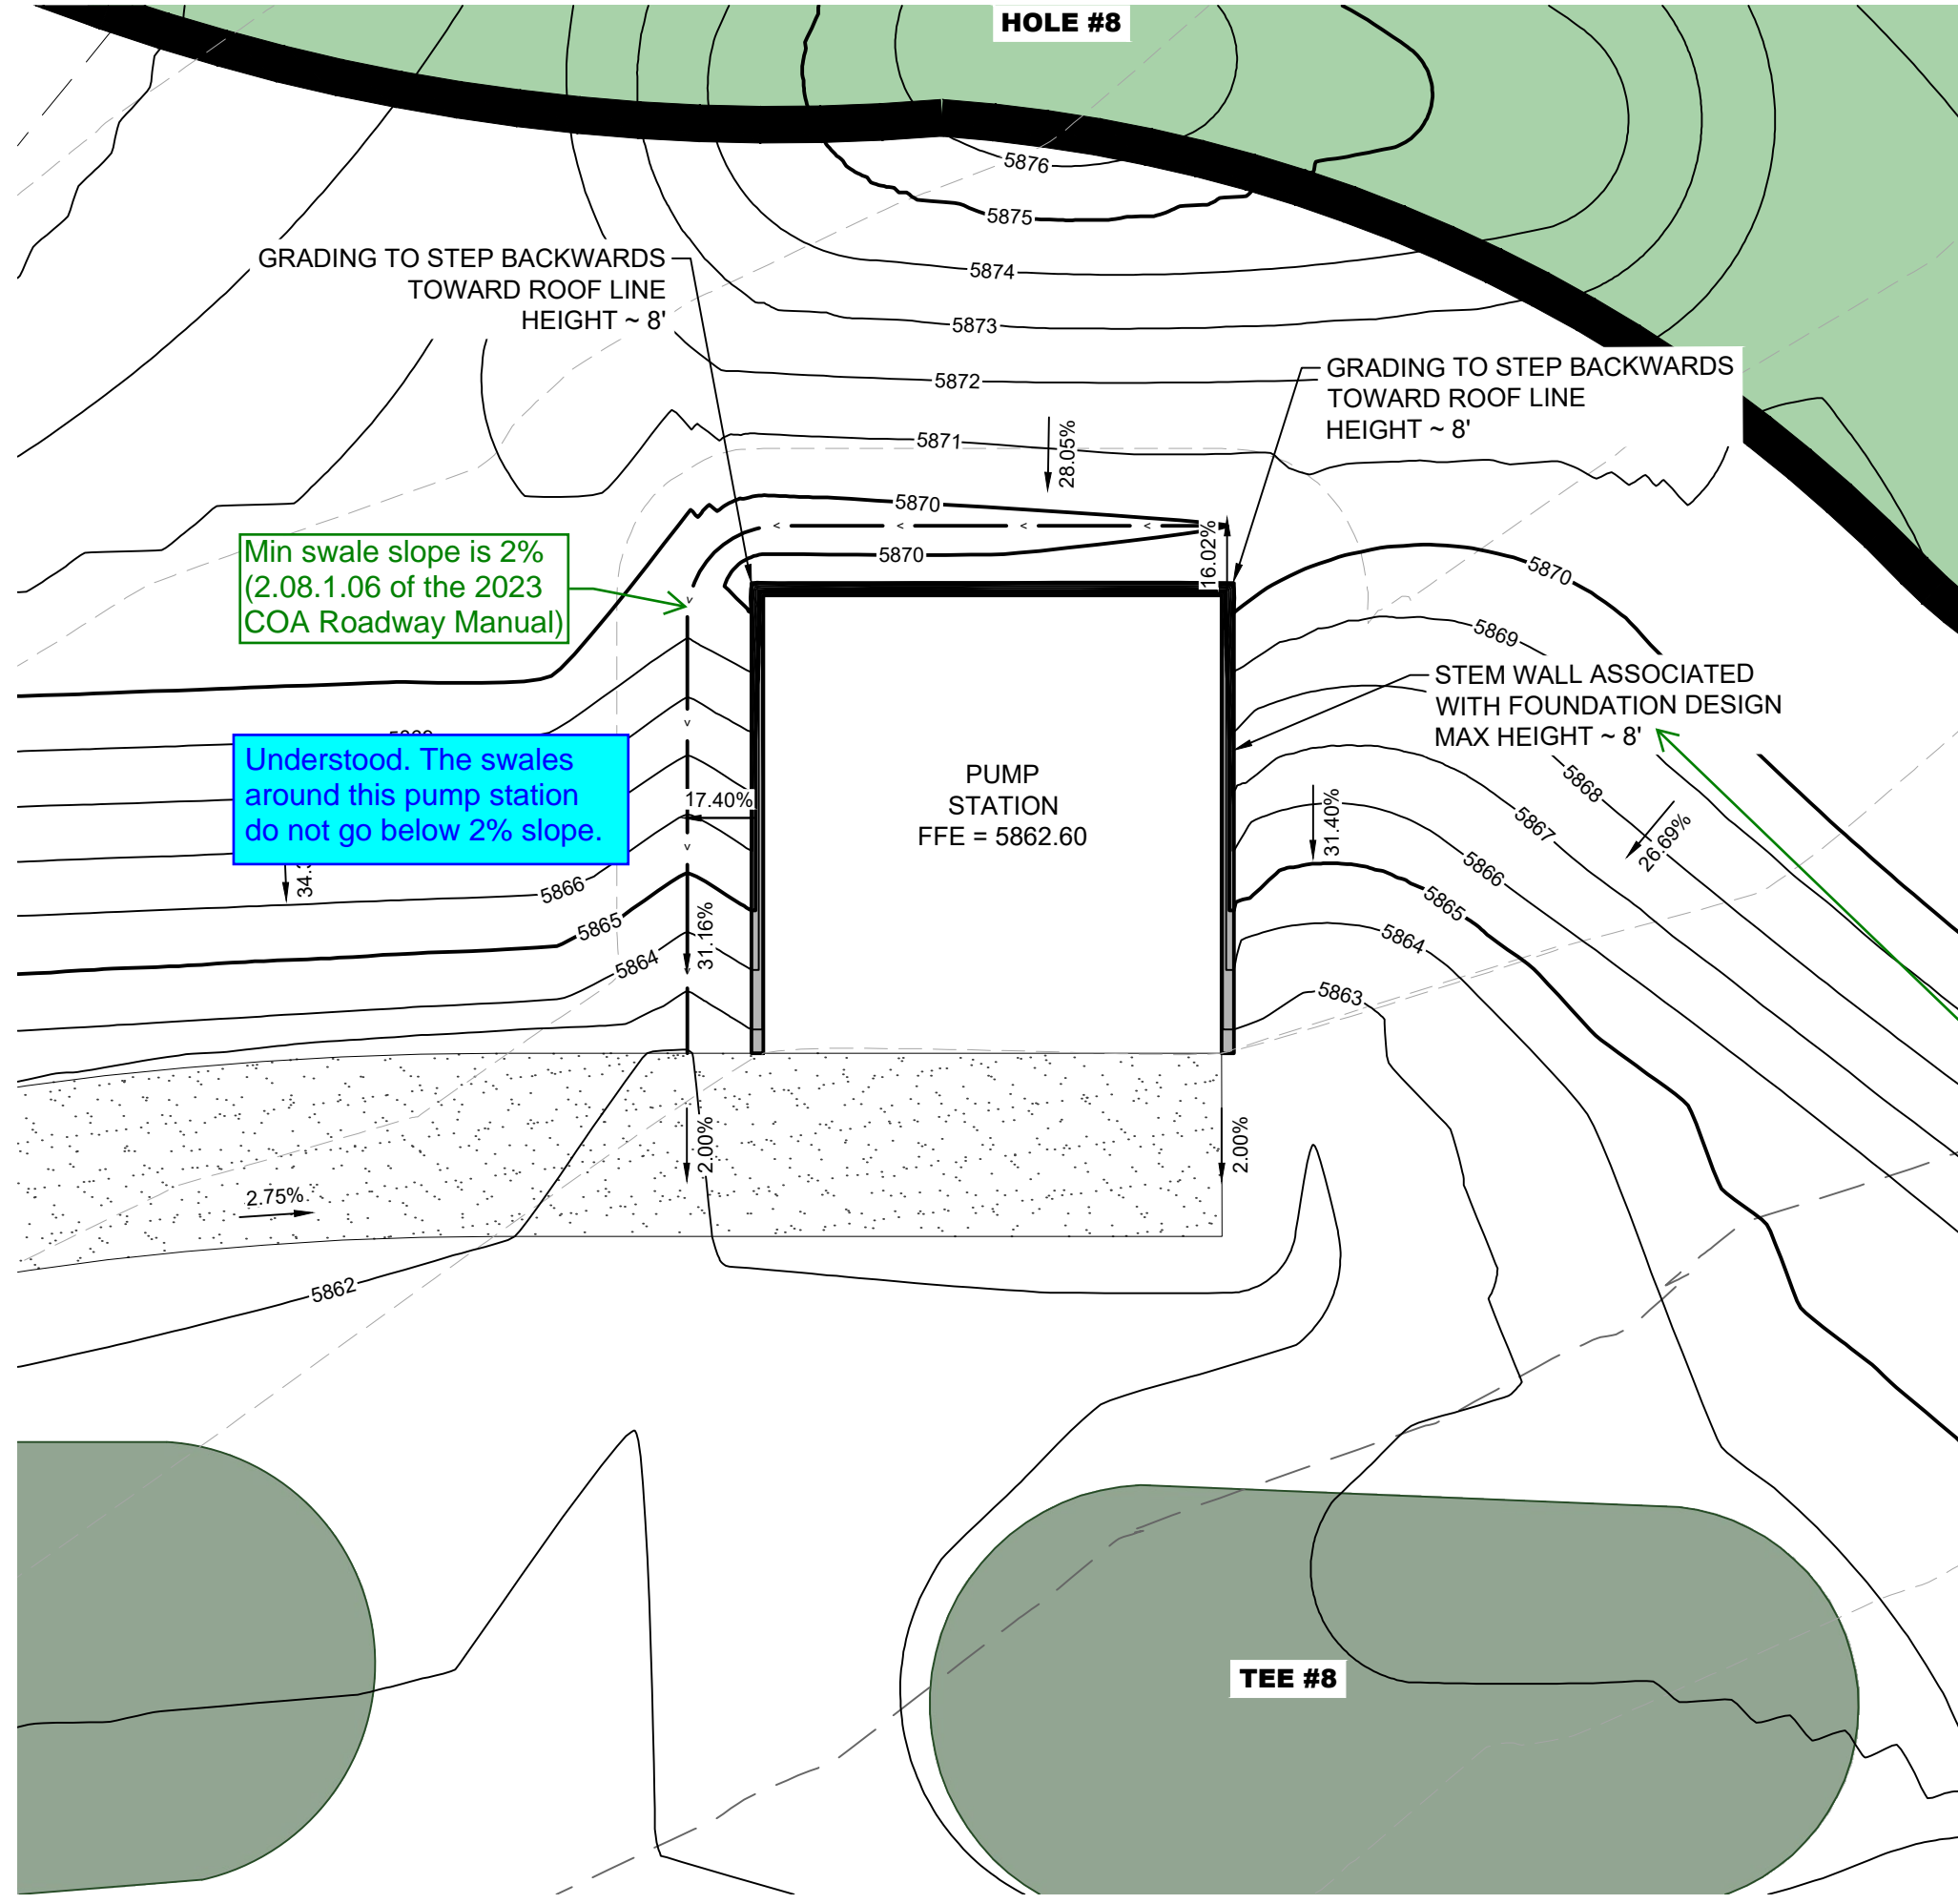 HOLE #8
5876
5875
5874
5873
5872
5871
GRADING TO STEP BACKWARDS
TOWARD ROOF LINE
HEIGHT ~ 8'
GRADING TO STEP BACKWARDS
TOWARD ROOF LINE
HEIGHT ~ 8'
28.05%
5870
5870
16.02%
5870
5869
Min swale slope is 2%
(2.08.1.06 of the 2023
COA Roadway Manual)
STEM WALL ASSOCIATED
WITH FOUNDATION DESIGN
MAX HEIGHT ~ 8'
Understood. The swales
around this pump station
do not go below 2% slope.
17.40%
PUMP
STATION
FFE = 5862.60
5868
5867
5866
5865
5864
5863
31.40%
26.69%
5866
5865
5864
31.16%
2.00%
2.00%
2.75%
5862
TEE #8